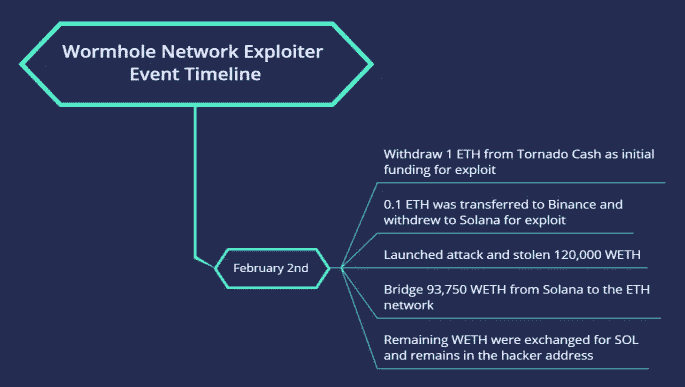 Wormhole Network Exploiter
Event Timeline
Withdraw 1 ETH from Tornado Cash as initial
funding for exploit
0.1 ETH was transferred to Binance and
withdrew to Solana for exploit
February 2nd
Launched attack and stolen 120,000 WETH
Bridge 93,750 WETH from Solana to the ETH
network
Remaining WETH were exchanged for SOL
and remains in the hacker address